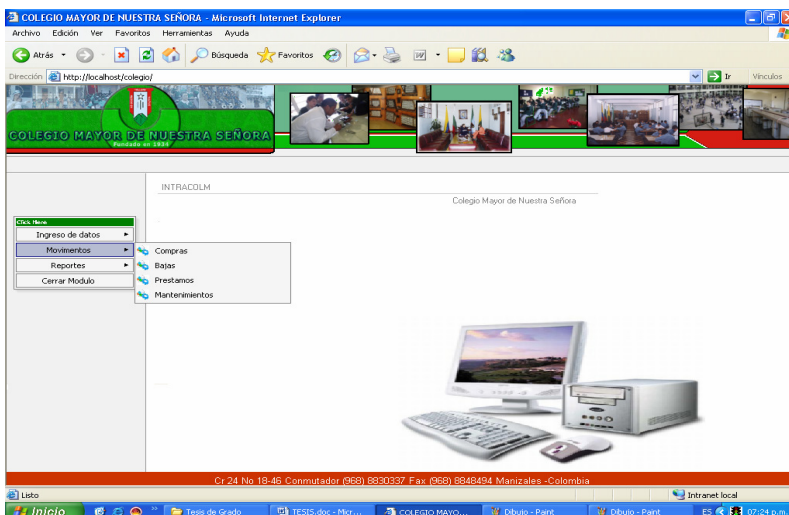 COLEGIO MAYOR DE NUESTRA SEÑORA - Microsoft Internet Explorer
Archivo Edición Ver Favoritos Herramientas Ayuda
Atrás Búsqueda Favoritos
Dirección http://localhost/colegio/ Ir Vínculos
COLEGIO MAYOR DE NUESTRA SEÑORA
Fundado en 1934
INTRACOLM
Colegio Mayor de Nuestra Señora
Click Here
Ingreso de datos
Movimentos
Compras
Bajas
Reportes
Prestamos
Cerrar Modulo
Mantenimientos
Cr 24 No 18-46 Conmutador (968) 8830337 Fax (968) 8848494 Manizales -Colombia
Listo Intranet local
Inicio Tesis de Grado TESIS.doc - Micr... COLEGIO MAYO... Dibujo - Paint Dibujo - Paint ES 07:24 p.m.